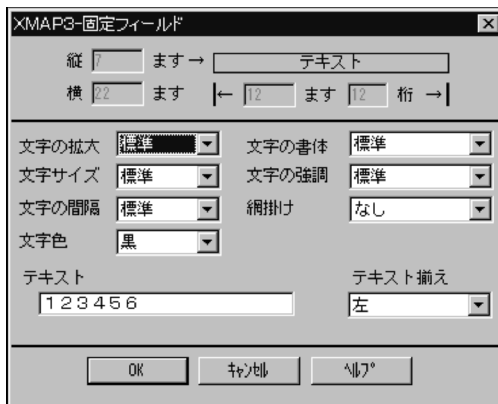 XMAP3-固定フィールド
縦 7 ます→ テキスト
横 22 ます |← 12 ます 12 桁 →|
文字の拡大 標準 文字の書体 標準
文字サイズ 標準 文字の強調 標準
文字の間隔 標準 網掛け なし
文字色 黒
テキスト テキスト揃え
123456 左
OK ｷｬﾝｾﾙ ﾍﾙﾌﾟ